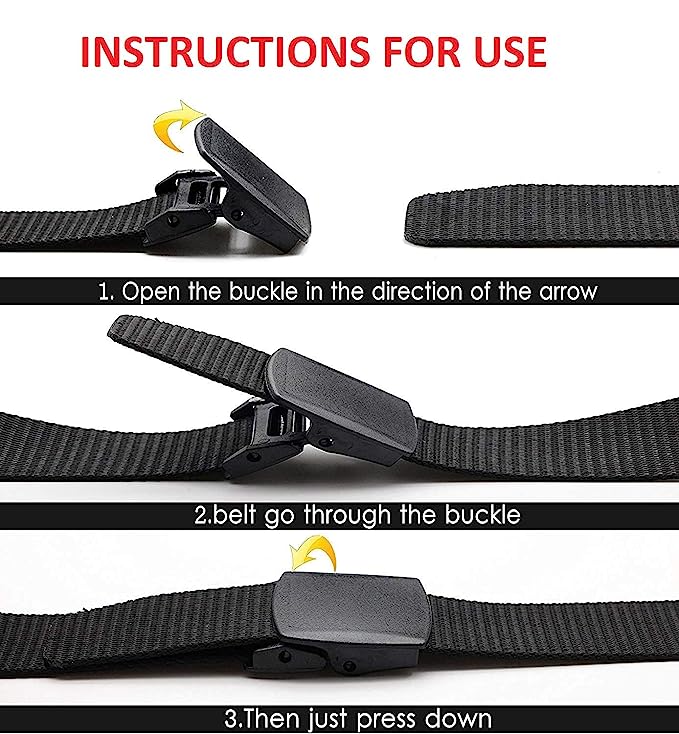 INSTRUCTIONS FOR USE
1. Open the buckle in the direction of the arrow
2.belt go through the buckle
3.Then just press down